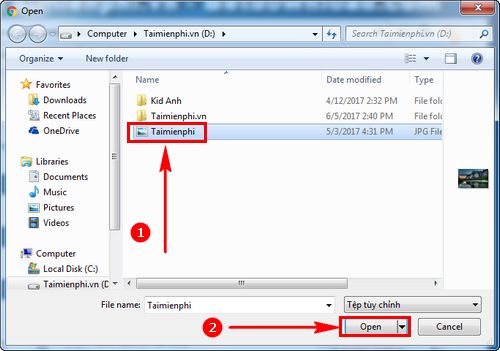 Open
Computer ▸ Taimienphi.vn (D:) ▸
Search Taimienphi.vn (D:)
Organize
New folder
Name
Date modified
Type
Favorites
Downloads
Recent Places
OneDrive
Libraries
Documents
Music
Pictures
Videos
Computer
Local Disk (C:)
Taimienphi.vn (D:)
Kid Anh 4/12/2017 2:32 PM File fold
Taimienphi.vn 6/5/2017 2:40 PM File fold
Taimienphi 5/3/2017 4:31 PM JPG File
1
File name: Taimienphi
Tệp tùy chỉnh
2
Open
Cancel